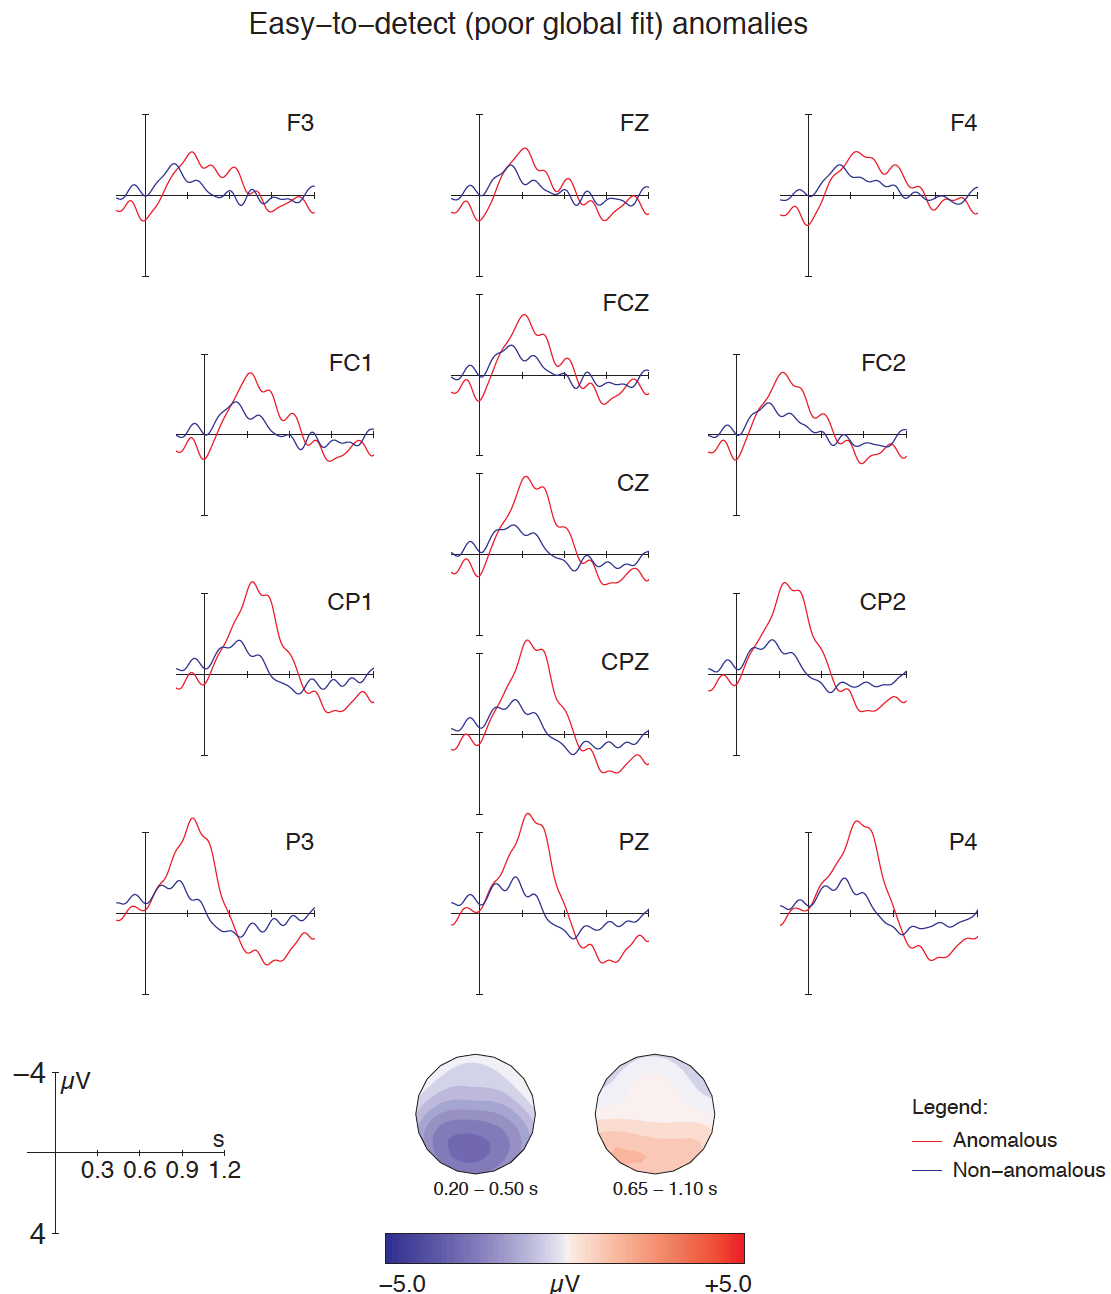 Easy–to–detect (poor global fit) anomalies
F3 FZ F4
FCZ
FC1 FC2
CZ
CP1 CP2
CPZ
P3 PZ P4
–4 µV
s
0.3 0.6 0.9 1.2
4
0.20 – 0.50 s 0.65 – 1.10 s
Legend:
Anomalous
Non–anomalous
–5.0 µV +5.0